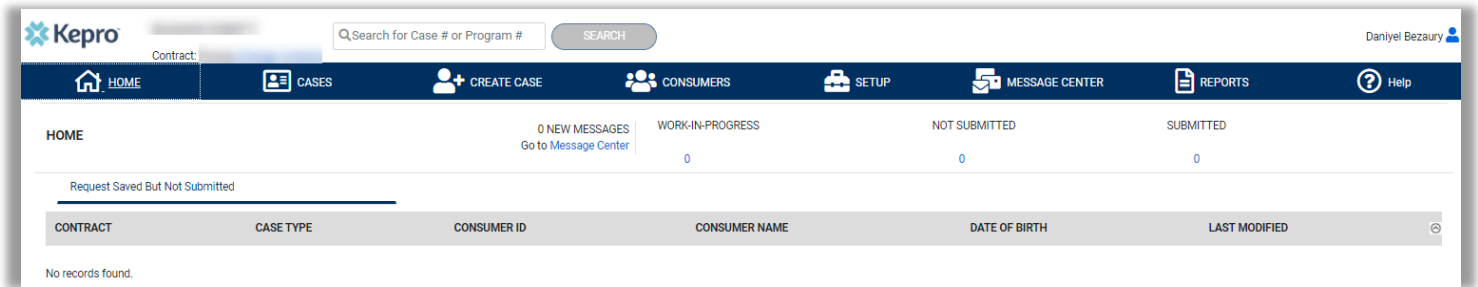 Kepro
Contract:
Search for Case # or Program #
SEARCH
Daniyel Bezaury
HOME
CASES
CREATE CASE
CONSUMERS
SETUP
MESSAGE CENTER
REPORTS
Help
HOME
0 NEW MESSAGES
Go to Message Center
WORK-IN-PROGRESS
0
NOT SUBMITTED
0
SUBMITTED
0
Request Saved But Not Submitted
CONTRACT CASE TYPE CONSUMER ID CONSUMER NAME DATE OF BIRTH LAST MODIFIED
No records found.